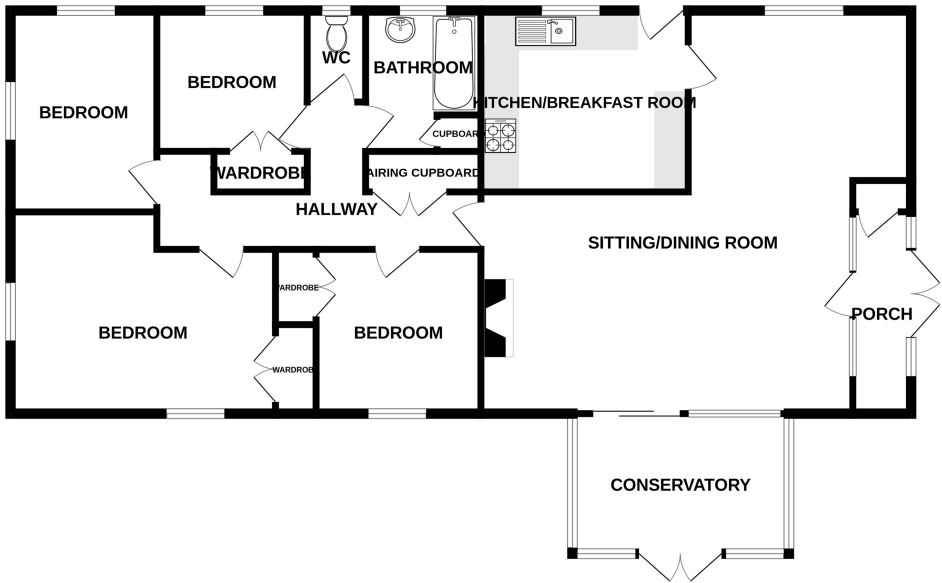 WC
BATHROOM
BEDROOM
KITCHEN/BREAKFAST ROOM
BEDROOM
CUPBOARD
WARDROBE
AIRING CUPBOARD
HALLWAY
SITTING/DINING ROOM
WARDROBE
PORCH
BEDROOM
BEDROOM
WARDROBE
CONSERVATORY